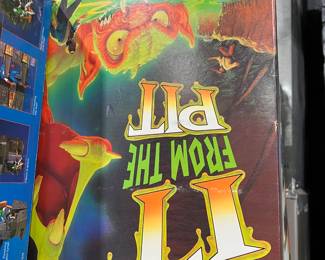 IT
FROM THE
PIT